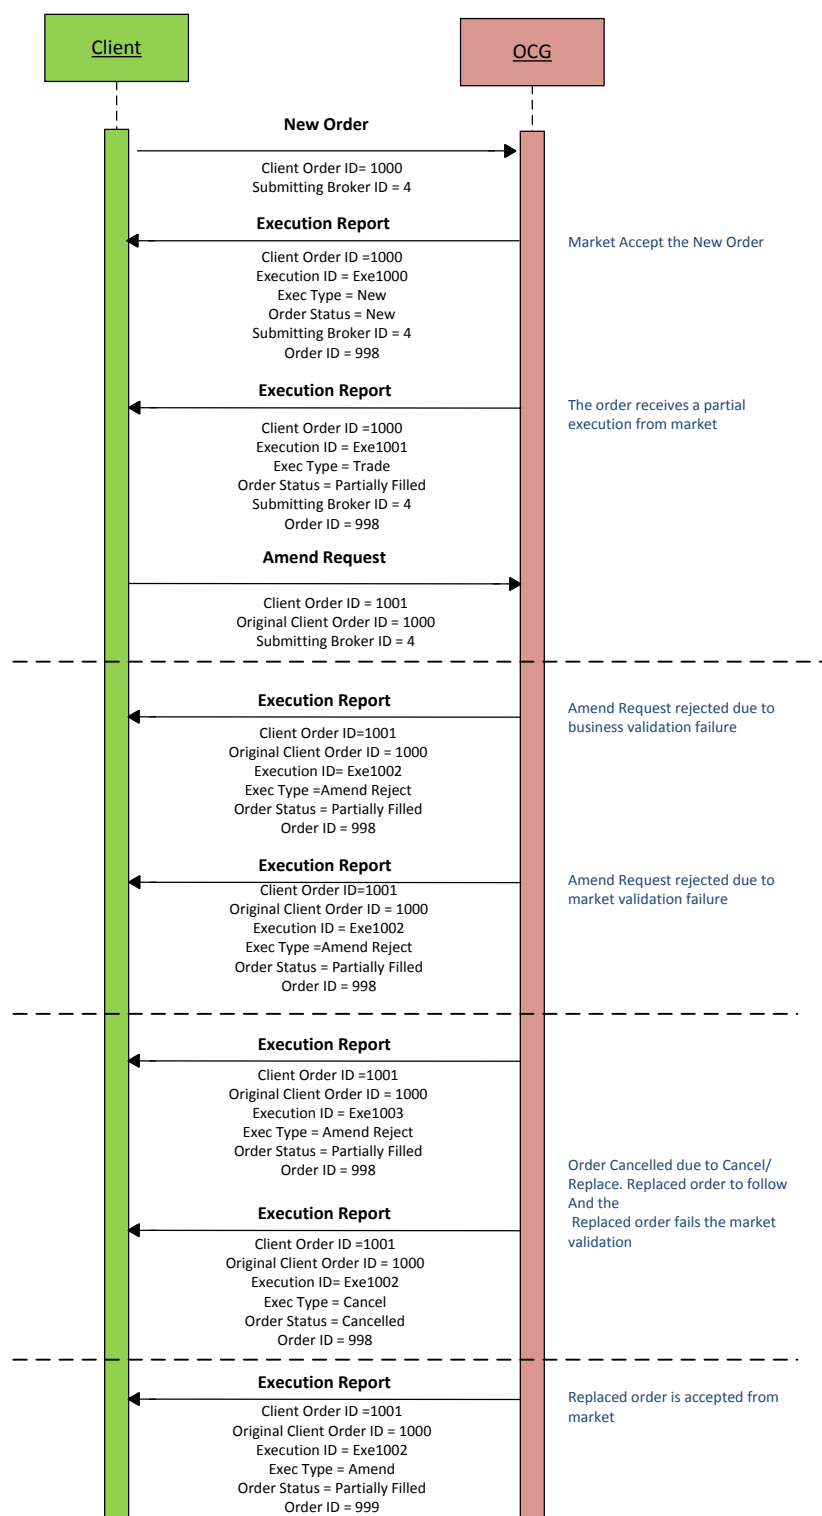 Client
OCG
New Order
Client Order ID= 1000
Submitting Broker ID = 4
Execution Report
Market Accept the New Order
Client Order ID =1000
Execution ID = Exe1000
Exec Type = New
Order Status = New
Submitting Broker ID = 4
Order ID = 998
Execution Report
The order receives a partial
execution from market
Client Order ID =1000
Execution ID = Exe1001
Exec Type = Trade
Order Status = Partially Filled
Submitting Broker ID = 4
Order ID = 998
Amend Request
Client Order ID = 1001
Original Client Order ID = 1000
Submitting Broker ID = 4
Execution Report
Amend Request rejected due to
business validation failure
Client Order ID=1001
Original Client Order ID = 1000
Execution ID= Exe1002
Exec Type =Amend Reject
Order Status = Partially Filled
Order ID = 998
Execution Report
Amend Request rejected due to
market validation failure
Client Order ID=1001
Original Client Order ID = 1000
Execution ID = Exe1002
Exec Type =Amend Reject
Order Status = Partially Filled
Order ID = 998
Execution Report
Client Order ID =1001
Original Client Order ID = 1000
Execution ID = Exe1003
Exec Type = Amend Reject
Order Status = Partially Filled
Order ID = 998
Order Cancelled due to Cancel/
Replace. Replaced order to follow
And the
Replaced order fails the market
validation
Execution Report
Client Order ID =1001
Original Client Order ID = 1000
Execution ID= Exe1002
Exec Type = Cancel
Order Status = Cancelled
Order ID = 998
Execution Report
Replaced order is accepted from
market
Client Order ID =1001
Original Client Order ID = 1000
Execution ID = Exe1002
Exec Type = Amend
Order Status = Partially Filled
Order ID = 999